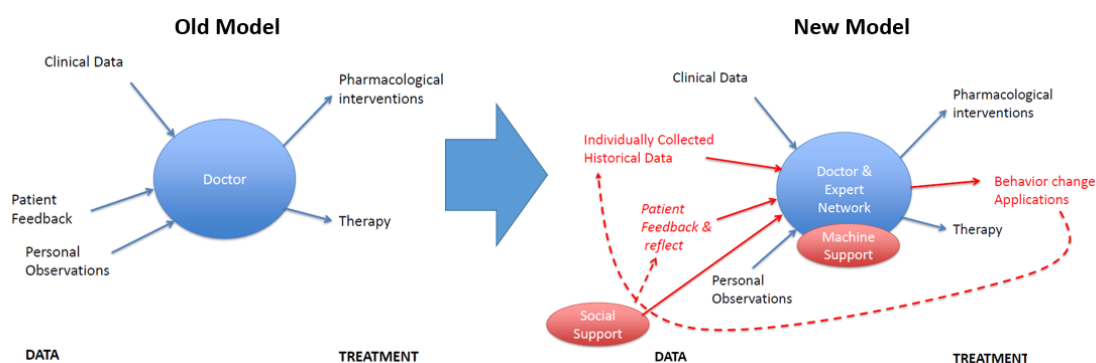 Old Model
Clinical Data
Pharmacological
interventions
Doctor
Patient
Feedback
Therapy
Personal
Observations
DATA
TREATMENT
New Model
Clinical Data
Pharmacological
interventions
Individually Collected
Historical Data
Doctor &
Expert
Network
Behavior change
Applications
Patient
Feedback &
reflect
Therapy
Machine
Support
Personal
Observations
Social
Support
DATA
TREATMENT